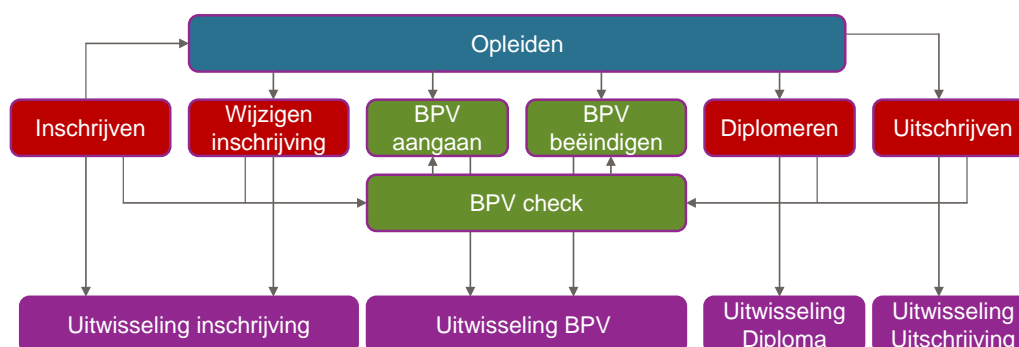 Opleiden
Inschrijven
Wijzigen
inschrijving
BPV
aangaan
BPV
beëindigen
Diplomeren
Uitschrijven
BPV check
Uitwisseling inschrijving
Uitwisseling BPV
Uitwisseling
Diploma
Uitwisseling
Uitschrijving